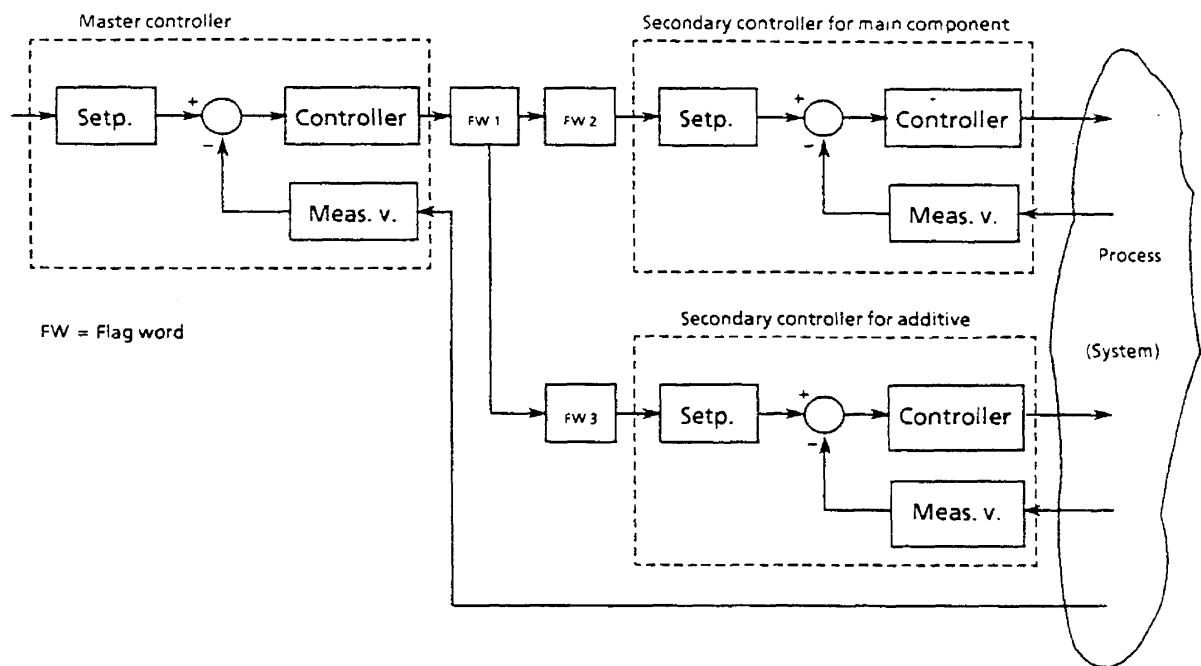 Master controller
Setp.
+
−
Controller
Meas. v.
FW 1
FW 2
Secondary controller for main component
Setp.
+
−
Controller
Meas. v.
Process
(System)
FW = Flag word
Secondary controller for additive
FW 3
Setp.
+
−
Controller
Meas. v.